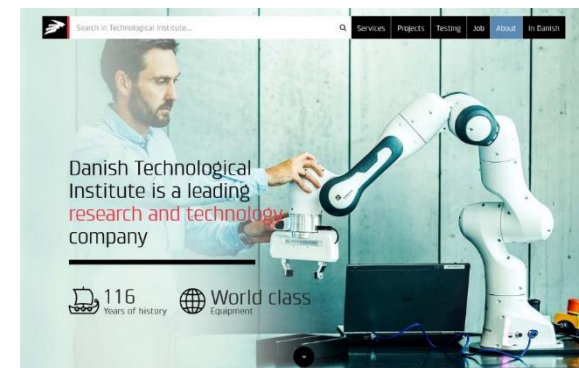 Search in Technological Institute...
Services Projects Testing Job About In Danish
Danish Technological
Institute is a leading
research and technology
company
116
Years of history
World class
Equipment